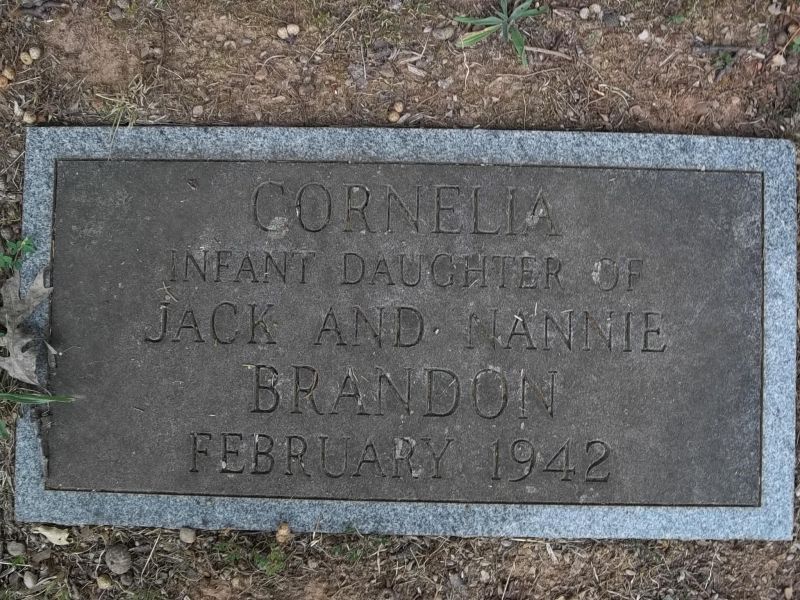 CORNELIA
INFANT DAUGHTER OF
JACK AND NANNIE
BRANDON
FEBRUARY 1942